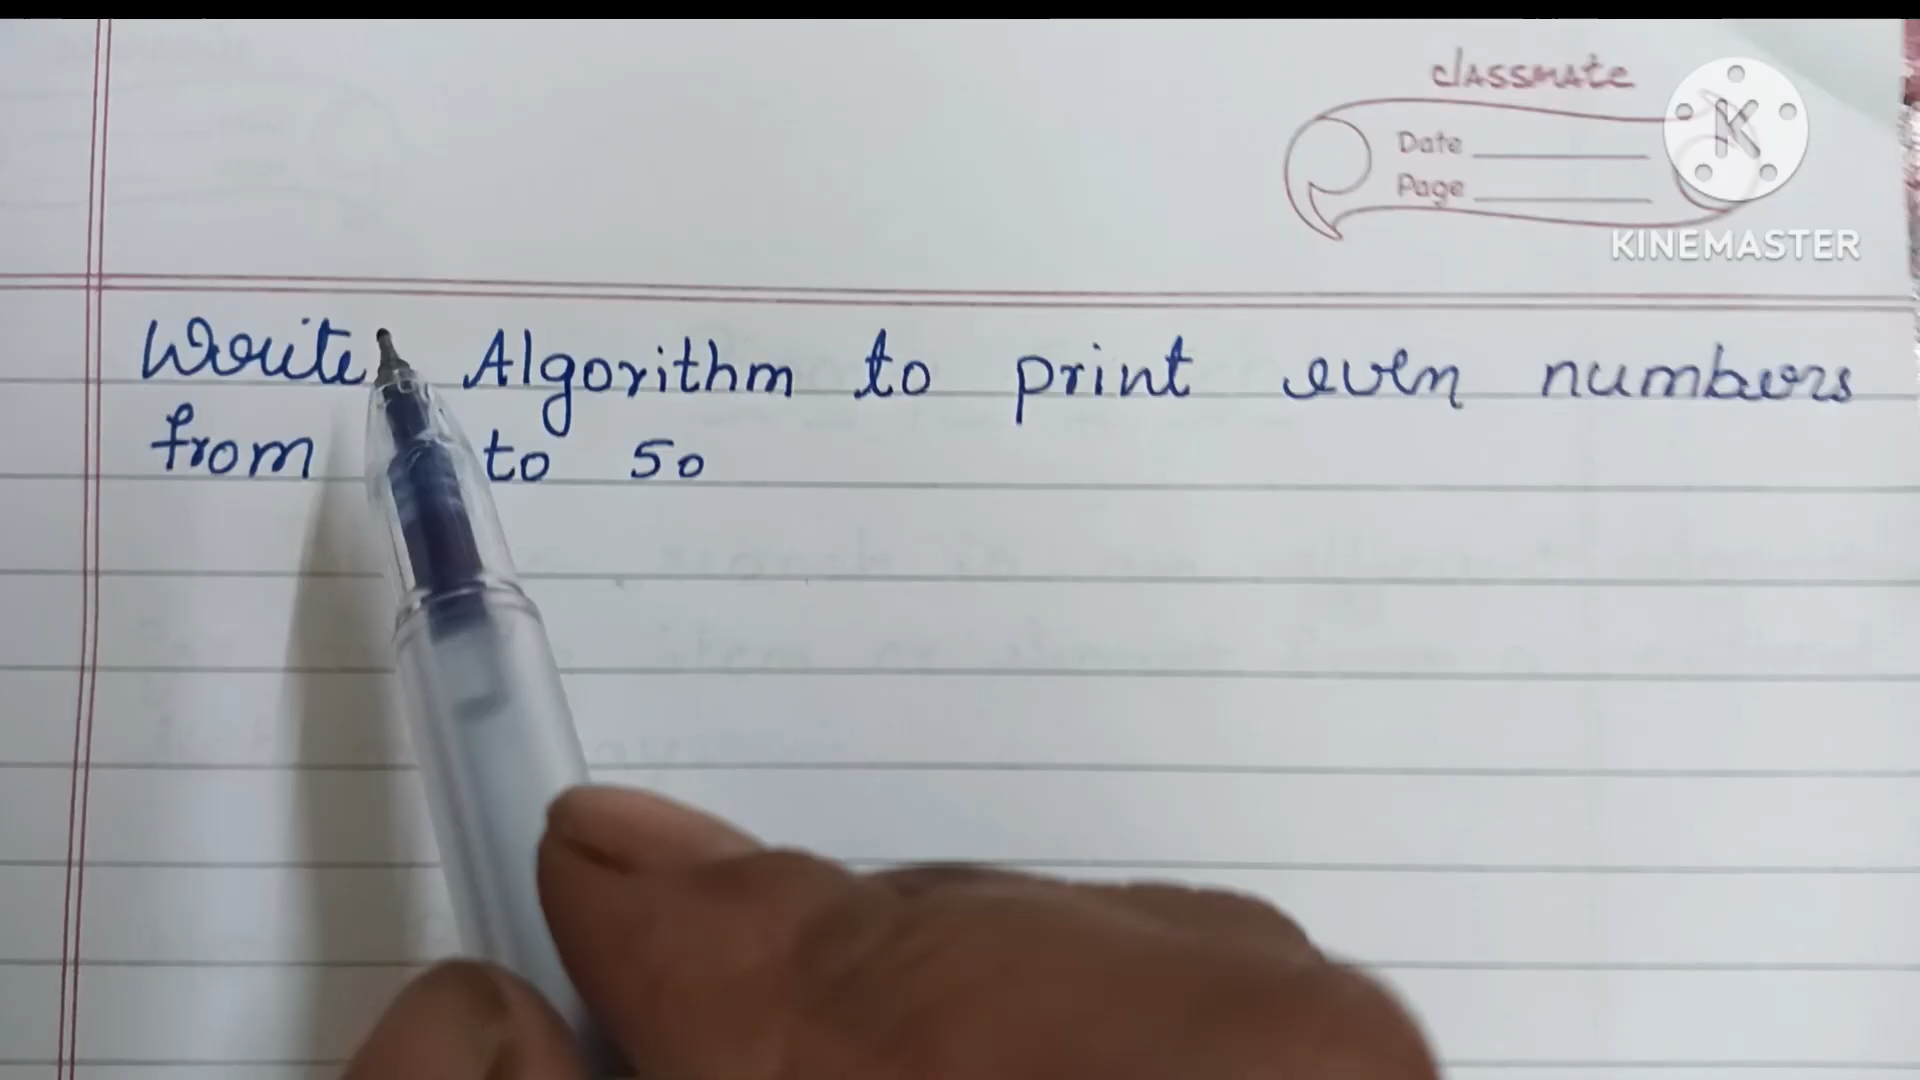 classmate
Date
Page
KINEMASTER
Write Algorithm to print even numbers
from to 50